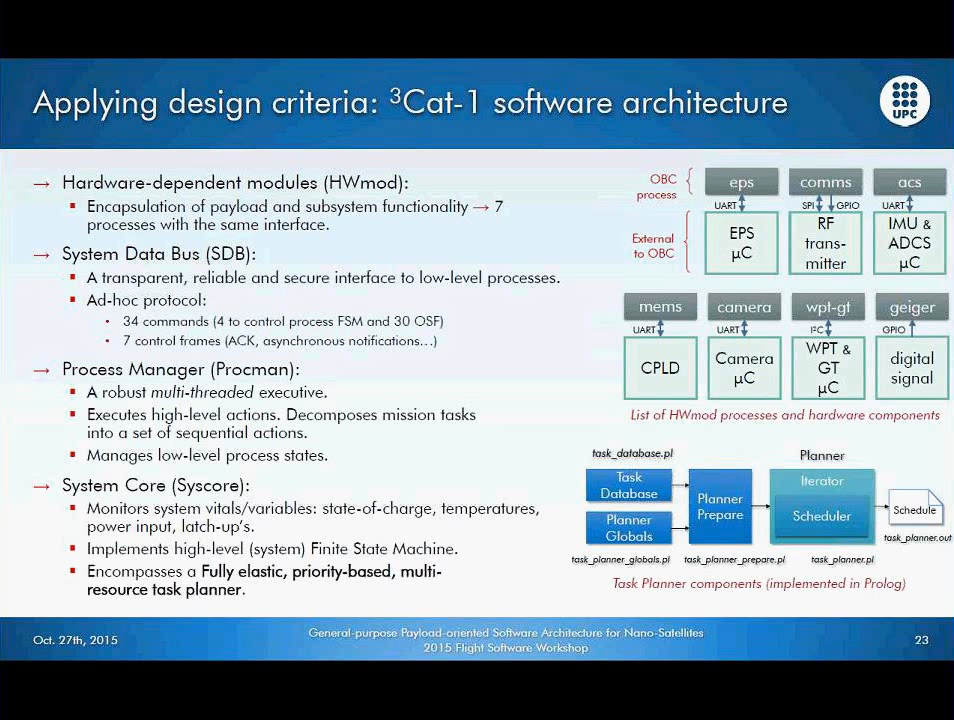 Applying design criteria: ³Cat-1 software architecture
UPC
→ Hardware-dependent modules (HWmod):
▪ Encapsulation of payload and subsystem functionality → 7
processes with the same interface.
→ System Data Bus (SDB):
▪ A transparent, reliable and secure interface to low-level processes.
▪ Ad-hoc protocol:
• 34 commands (4 to control process FSM and 30 OSF)
• 7 control frames (ACK, asynchronous notifications...)
→ Process Manager (Procman):
▪ A robust multi-threaded executive.
▪ Executes high-level actions. Decomposes mission tasks
into a set of sequential actions.
▪ Manages low-level process states.
→ System Core (Syscore):
▪ Monitors system vitals/variables: state-of-charge, temperatures,
power input, latch-up's.
▪ Implements high-level (system) Finite State Machine.
▪ Encompasses a Fully elastic, priority-based, multi-
resource task planner.
OBC
process
External
to OBC
eps
UART
EPS
µC
comms
SPI
GPIO
RF
trans-
mitter
acs
UART
IMU &
ADCS
µC
mems
UART
CPLD
camera
UART
Camera
µC
wpt-gt
I²C
WPT &
GT
µC
geiger
GPIO
digital
signal
List of HWmod processes and hardware components
task_database.pl
Task
Database
Planner
Globals
task_planner_globals.pl
Planner
Prepare
task_planner_prepare.pl
Planner
Iterator
Scheduler
task_planner.pl
Schedule
task_planner.out
Task Planner components (implemented in Prolog)
Oct. 27th, 2015
General-purpose Payload-oriented Software Architecture for Nano-Satellites
2015 Flight Software Workshop
23